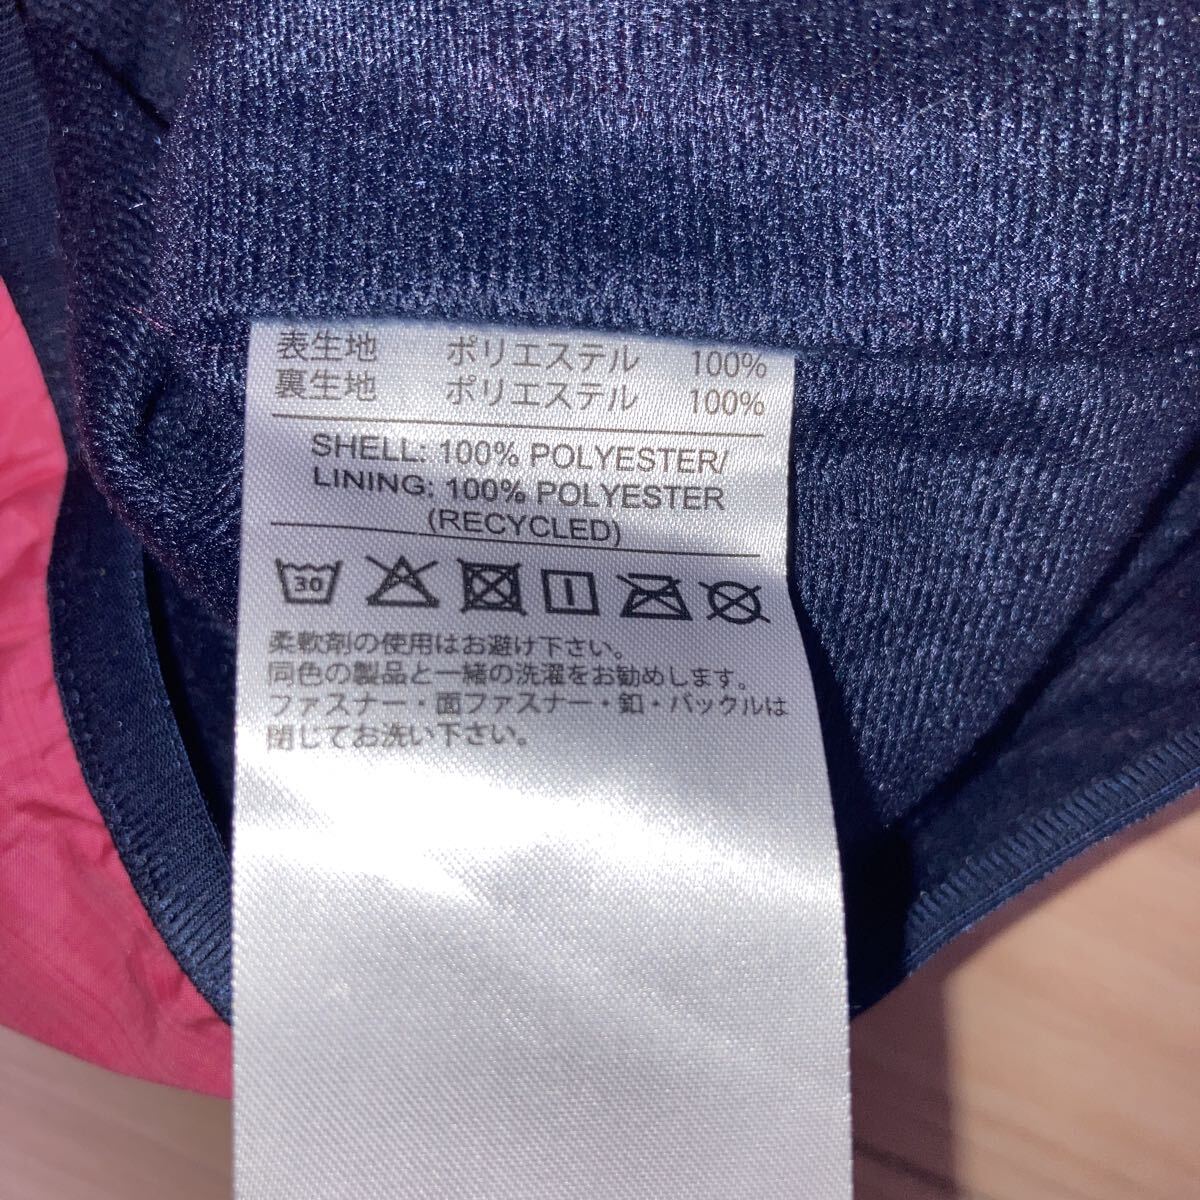 表生地 ポリエステル 100%
裏生地 ポリエステル 100%
SHELL: 100% POLYESTER/
LINING: 100% POLYESTER
(RECYCLED)
30
柔軟剤の使用はお避け下さい。
同色の製品と一緒の洗濯をお勧めします。
ファスナー・面ファスナー・釦・バックルは
閉じてお洗い下さい。